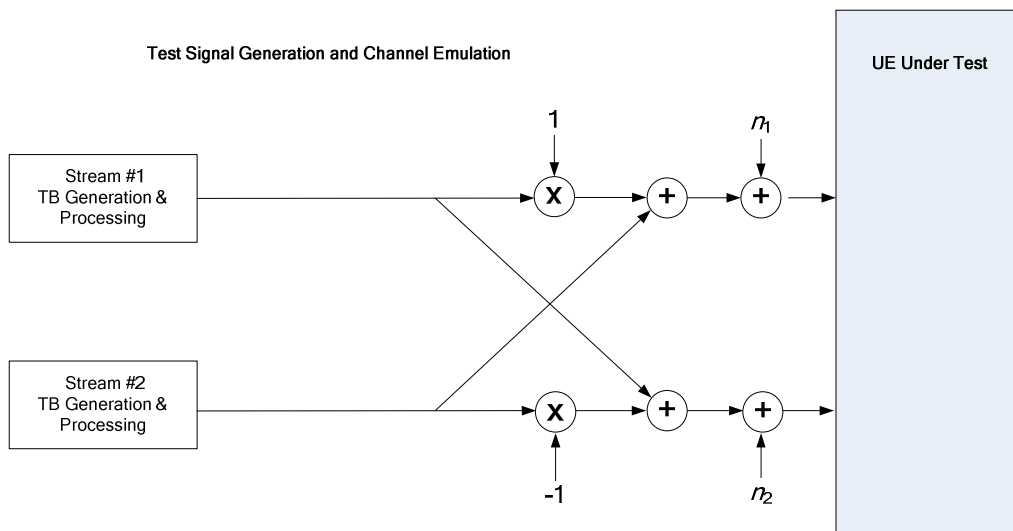 Test Signal Generation and Channel Emulation
UE Under Test
1
n1
Stream #1
TB Generation &
Processing
X
+
+
Stream #2
TB Generation &
Processing
X
+
+
-1
n2